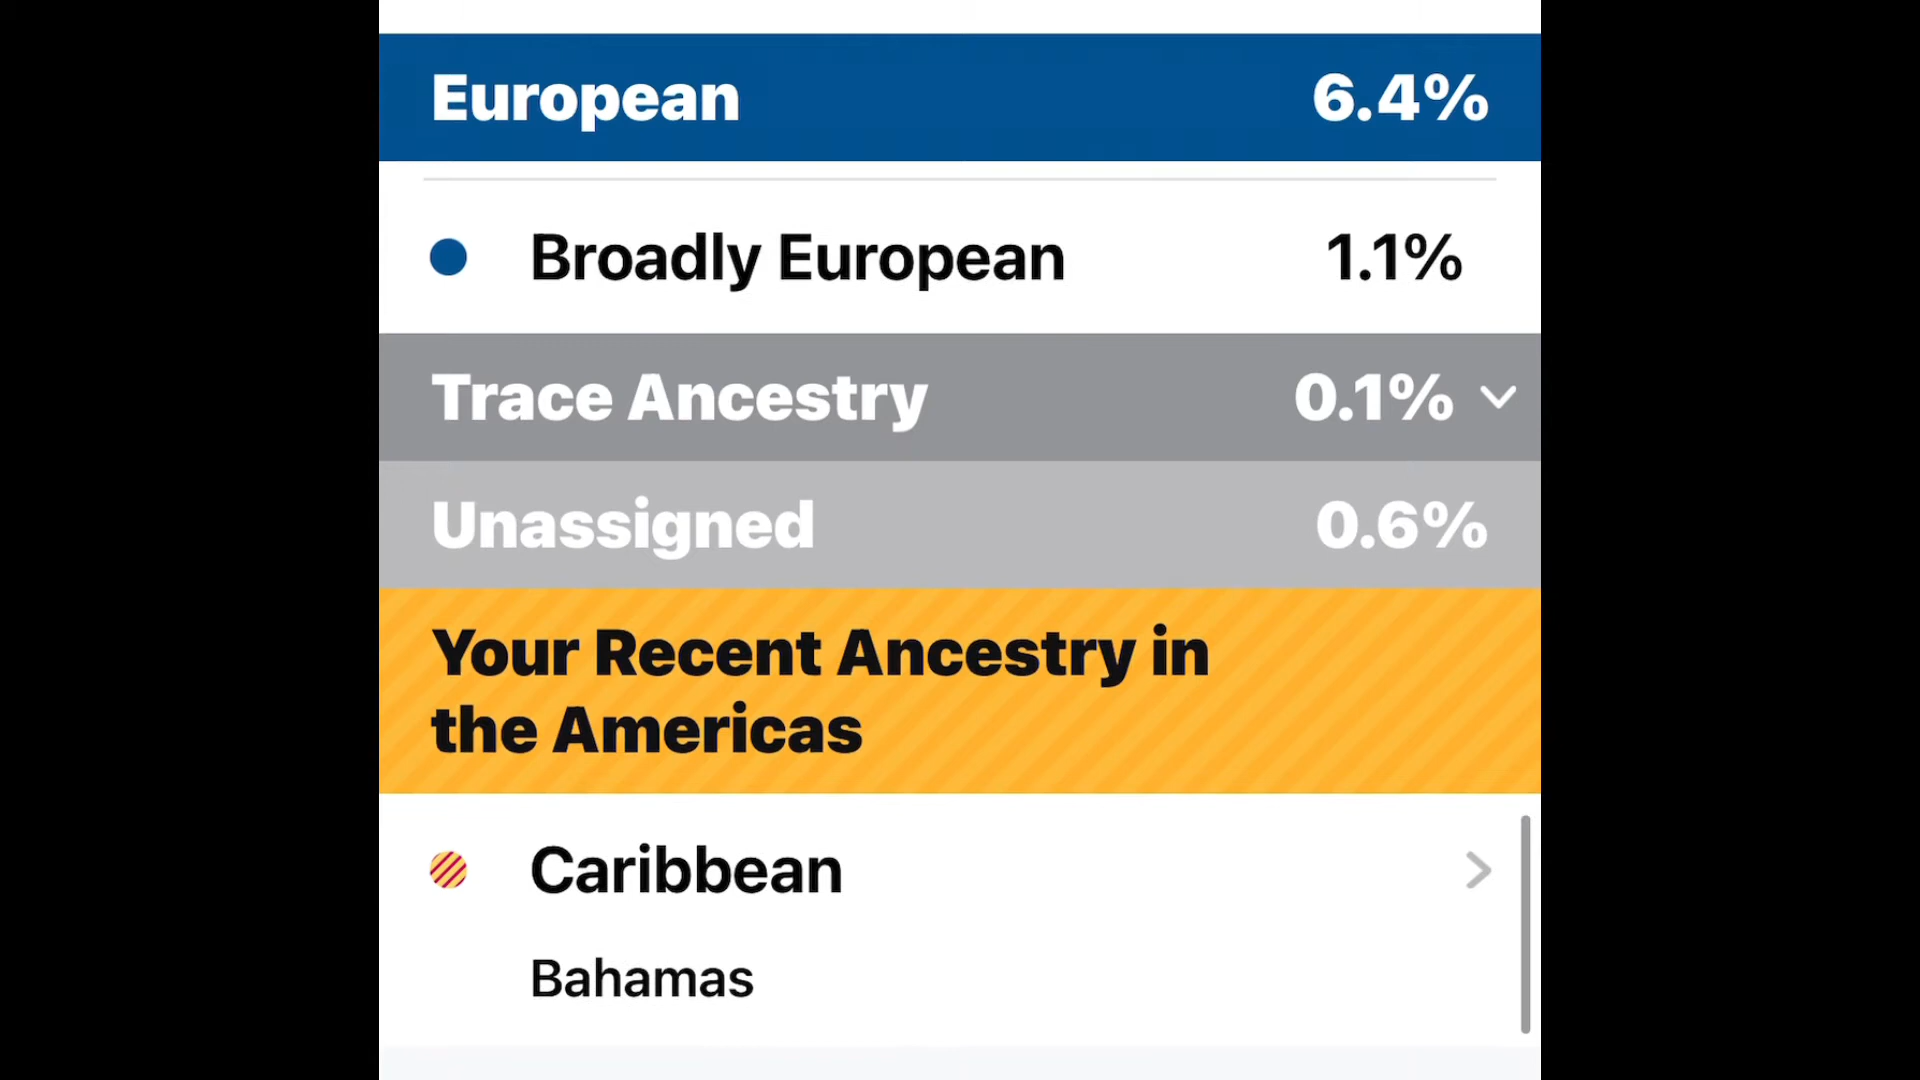 European 6.4%
Broadly European 1.1%
Trace Ancestry 0.1%
Unassigned 0.6%
Your Recent Ancestry in
the Americas
Caribbean
Bahamas